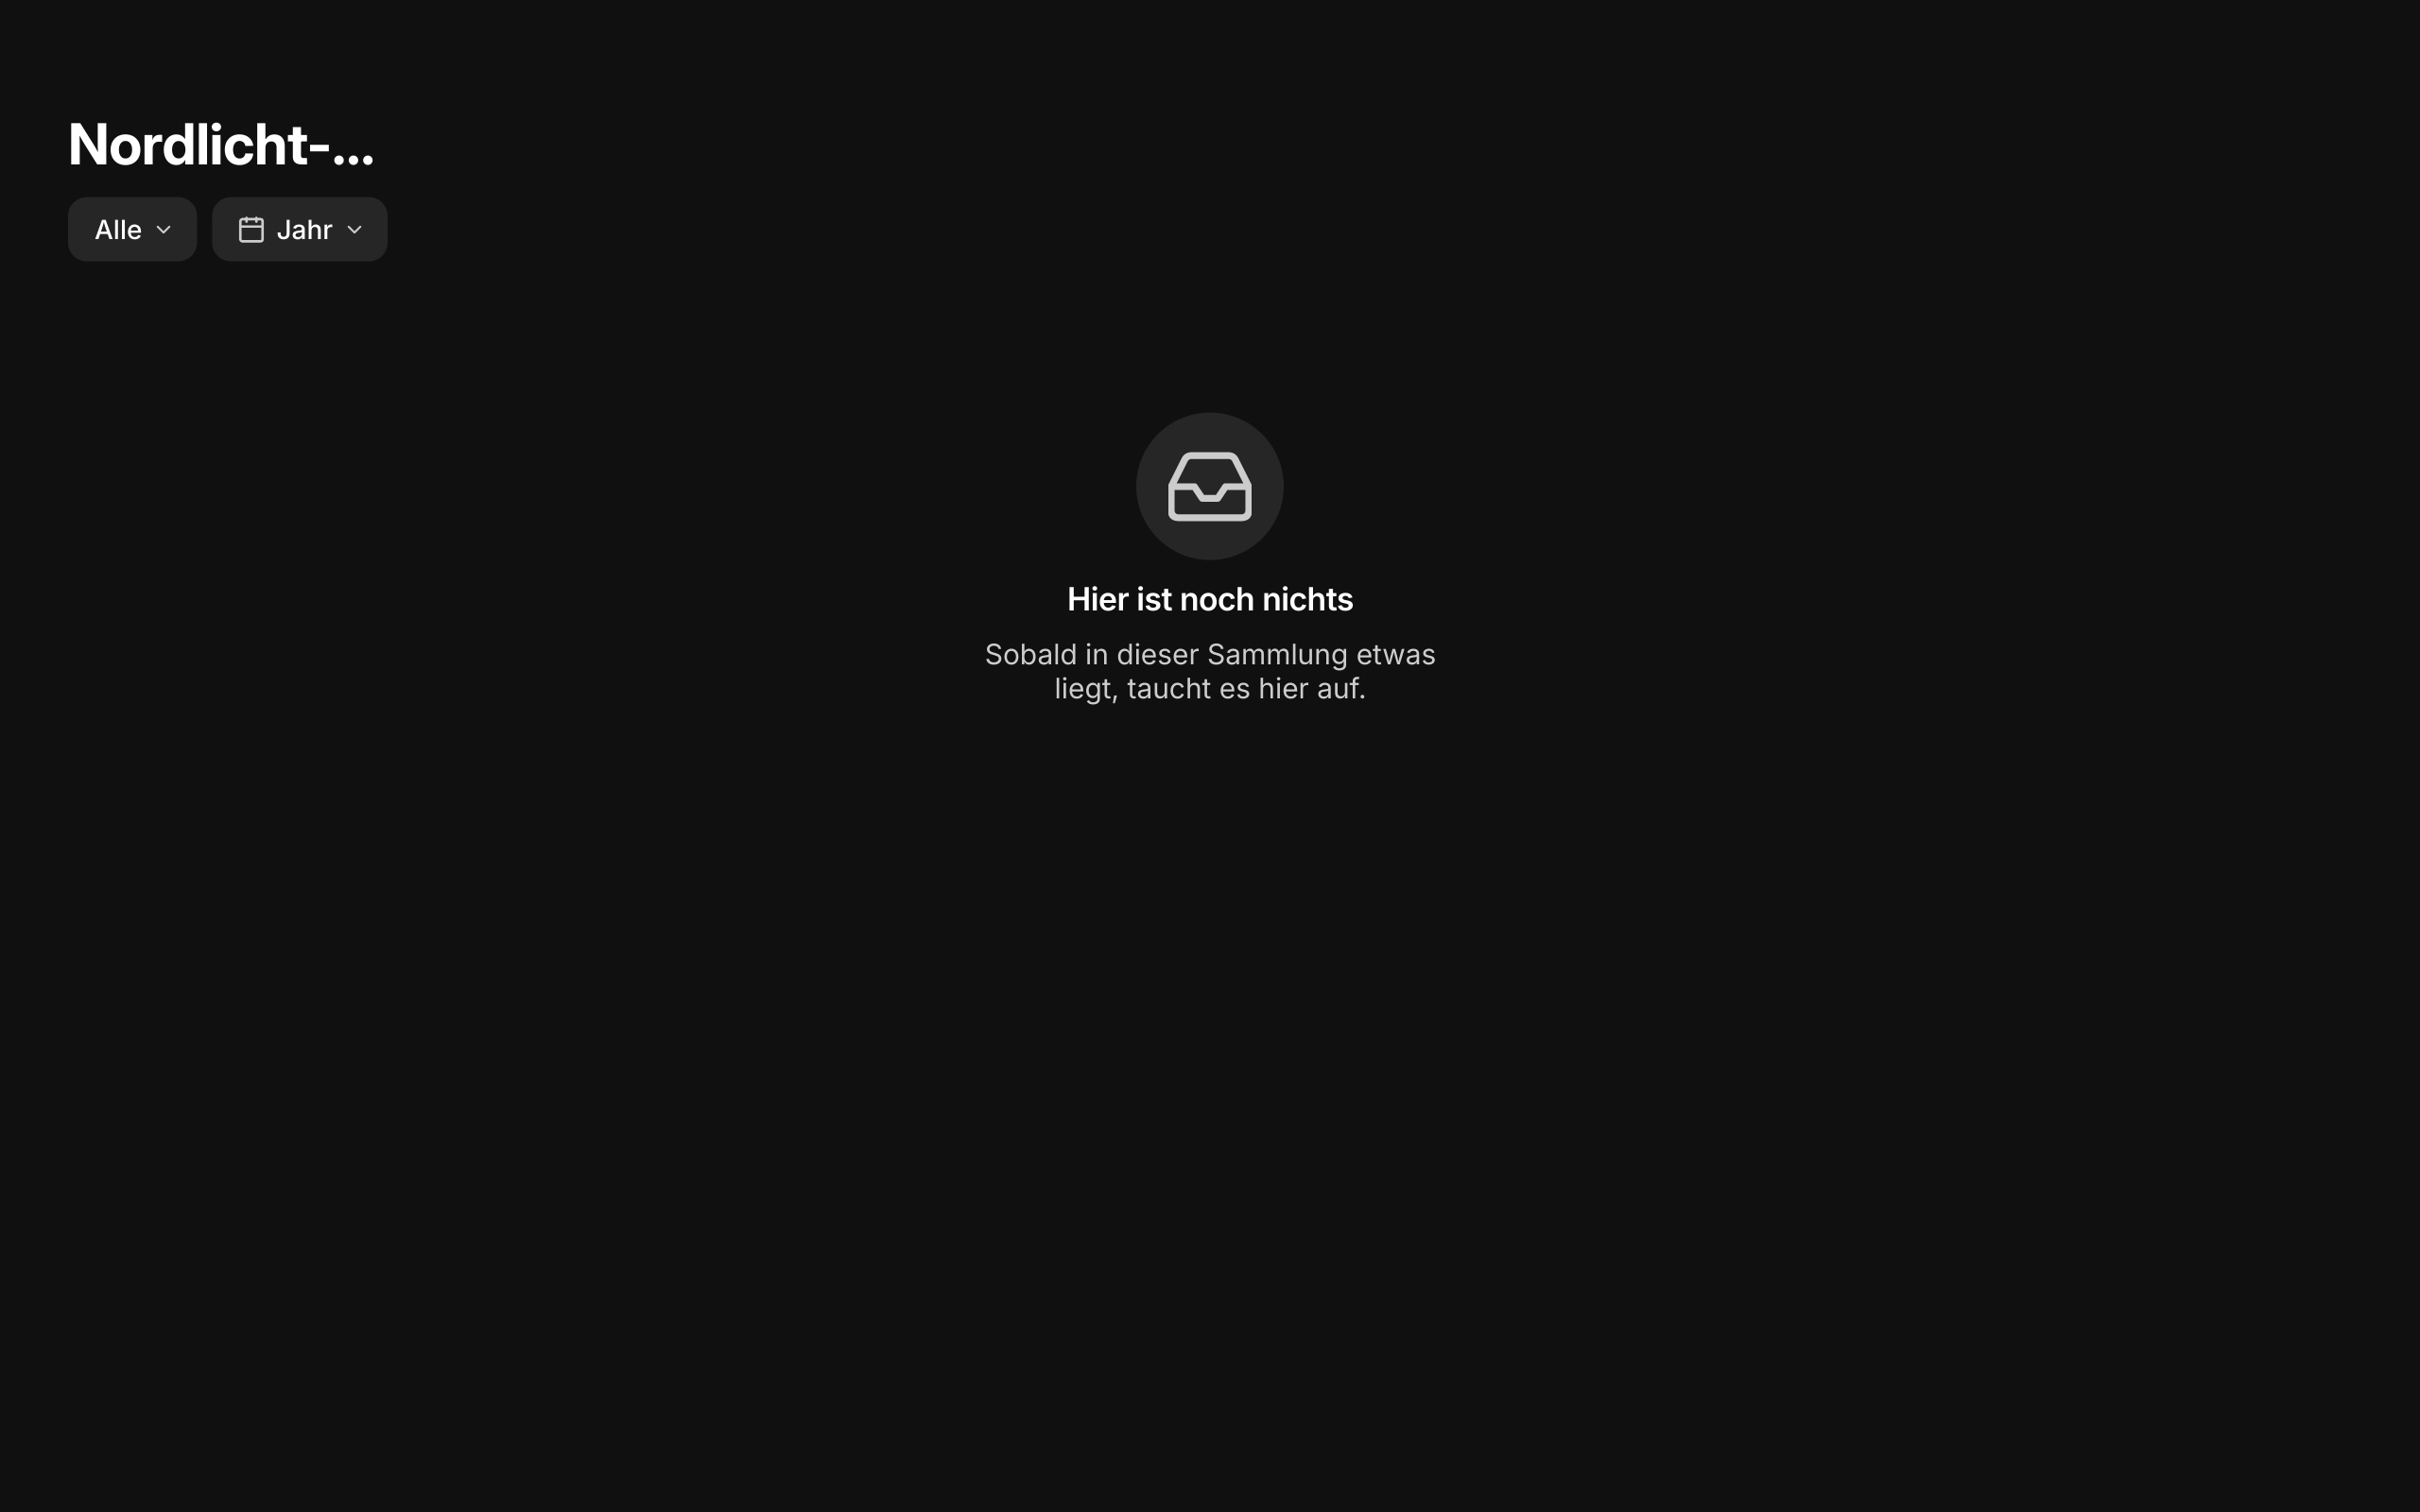 Nordlicht-...
Alle
Jahr
Hier ist noch nichts
Sobald in dieser Sammlung etwas
liegt, taucht es hier auf.